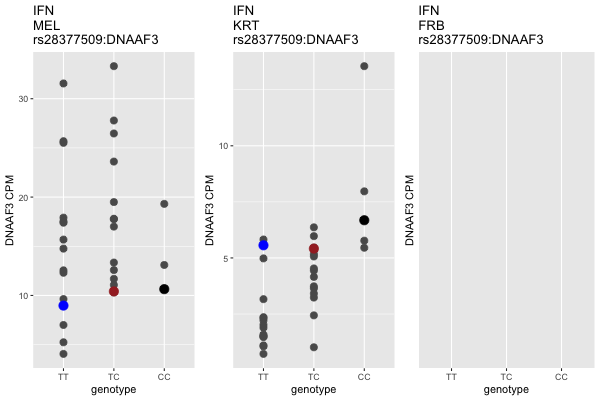 IFN
MEL
rs28377509:DNAAF3
DNAAF3 CPM
30
20
10
TT TC CC
genotype
IFN
KRT
rs28377509:DNAAF3
DNAAF3 CPM
10
5
TT TC CC
genotype
IFN
FRB
rs28377509:DNAAF3
DNAAF3 CPM
TT TC CC
genotype